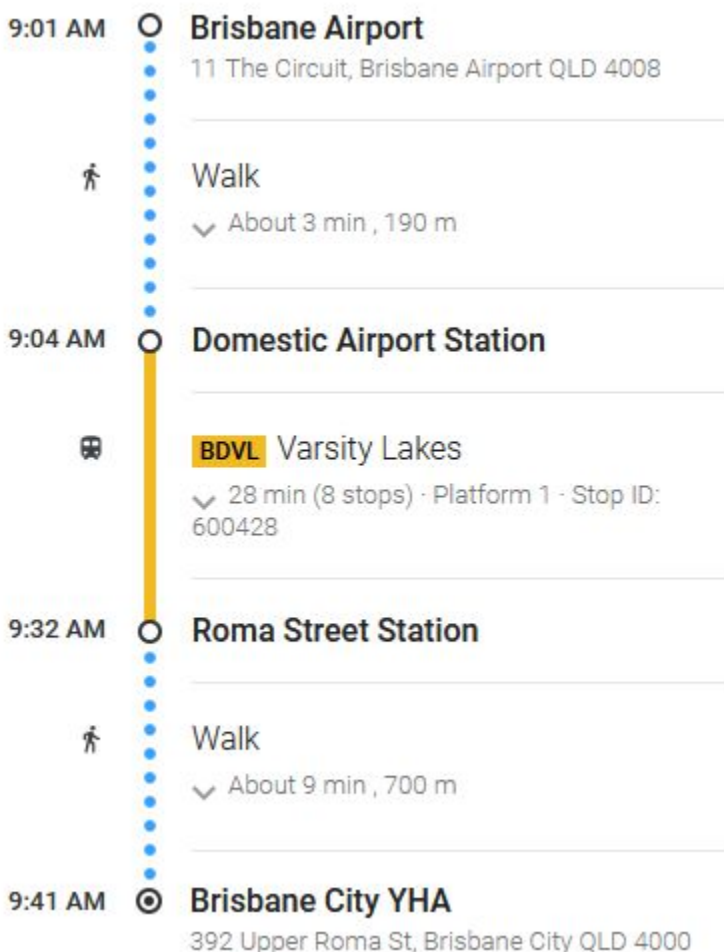 9:01 AM Brisbane Airport
11 The Circuit, Brisbane Airport QLD 4008
Walk
About 3 min , 190 m
9:04 AM Domestic Airport Station
BDVL Varsity Lakes
28 min (8 stops) · Platform 1 · Stop ID:
600428
9:32 AM Roma Street Station
Walk
About 9 min , 700 m
9:41 AM Brisbane City YHA
392 Upper Roma St, Brisbane City QLD 4000